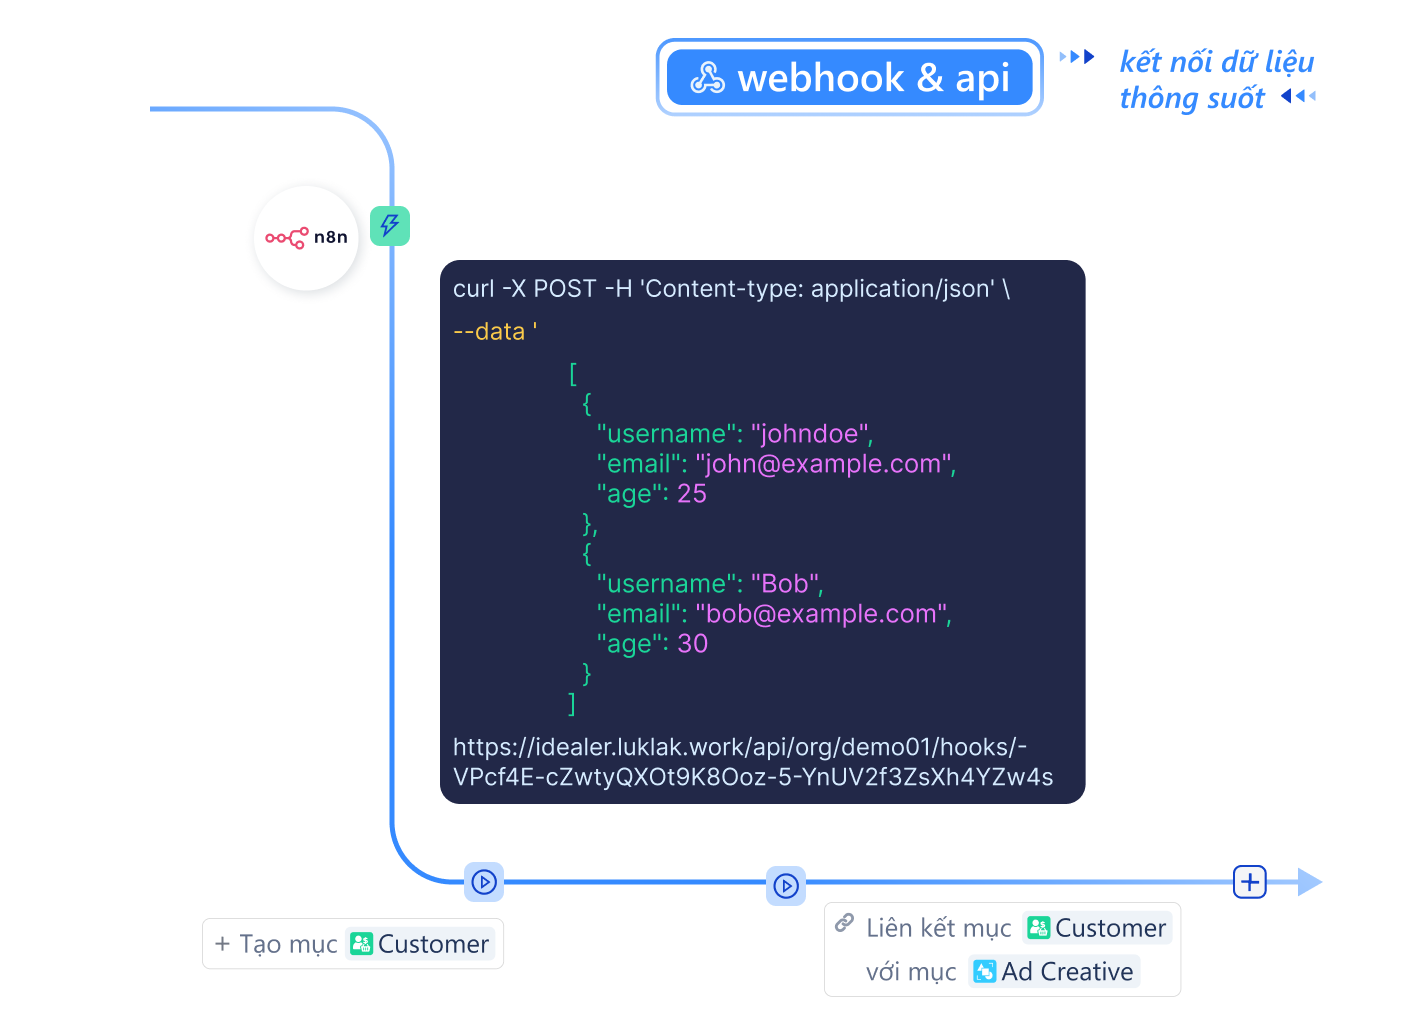 webhook & api
kết nối dữ liệu
thông suốt
n8n
curl -X POST -H 'Content-type: application/json' \
--data '
[
{
"username": "johndoe",
"email": "john@example.com",
"age": 25
},
{
"username": "Bob",
"email": "bob@example.com",
"age": 30
}
]
https://idealer.luklak.work/api/org/demo01/hooks/-
VPcf4E-cZwtyQXOt9K8Ooz-5-YnUV2f3ZsXh4YZw4s
+ Tạo mục Customer
Liên kết mục Customer
với mục Ad Creative